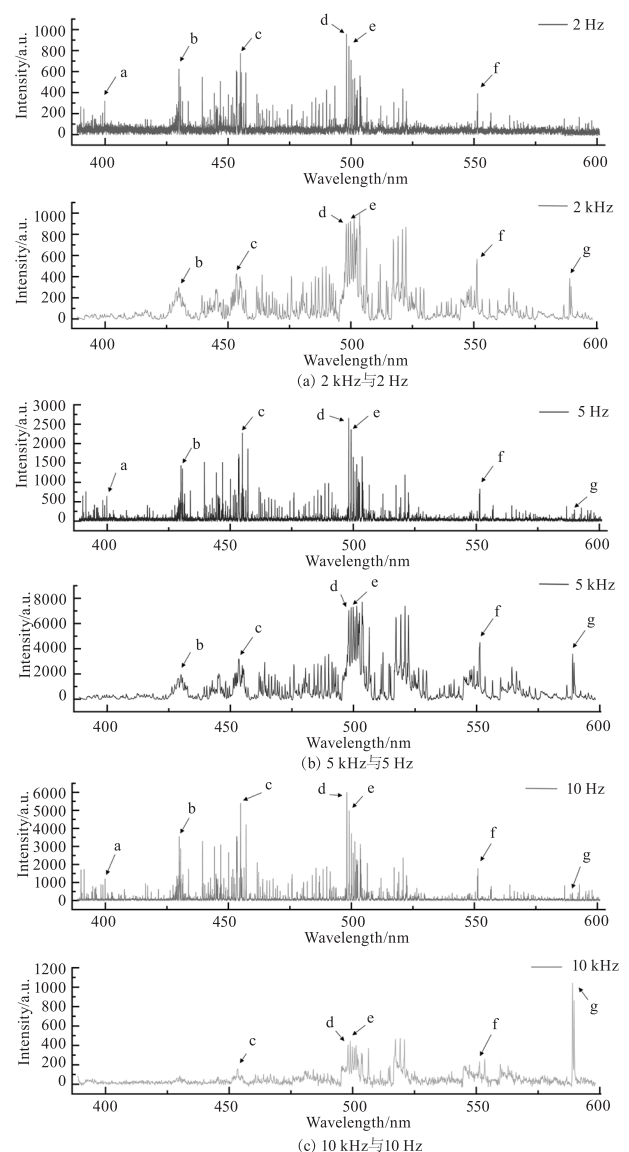 2 Hz
Intensity/a.u.
1000
800
600
400
200
0
a
b
c
d
e
f
400
450
500
550
600
Wavelength/nm
2 kHz
Intensity/a.u.
1000
800
600
400
200
0
b
c
d
e
f
g
400
450
500
550
600
Wavelength/nm
(a) 2 kHz与2 Hz
5 Hz
Intensity/a.u.
3000
2500
2000
1500
1000
500
0
a
b
c
d
e
f
g
400
450
500
550
600
Wavelength/nm
5 kHz
Intensity/a.u.
8000
6000
4000
2000
0
b
c
d
e
f
g
400
450
500
550
600
Wavelength/nm
(b) 5 kHz与5 Hz
10 Hz
Intensity/a.u.
6000
5000
4000
3000
2000
1000
0
a
b
c
d
e
f
g
400
450
500
550
600
Wavelength/nm
10 kHz
Intensity/a.u.
1200
1000
800
600
400
200
0
c
d
e
f
g
400
450
500
550
600
Wavelength/nm
(c) 10 kHz与10 Hz